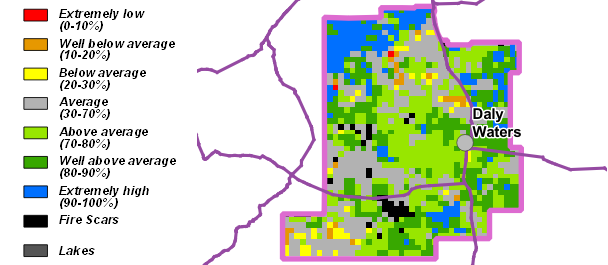 Extremely low
(0-10%)
Well below average
(10-20%)
Below average
(20-30%)
Average
(30-70%)
Above average
(70-80%)
Well above average
(80-90%)
Extremely high
(90-100%)
Fire Scars
Lakes
Daly
Waters